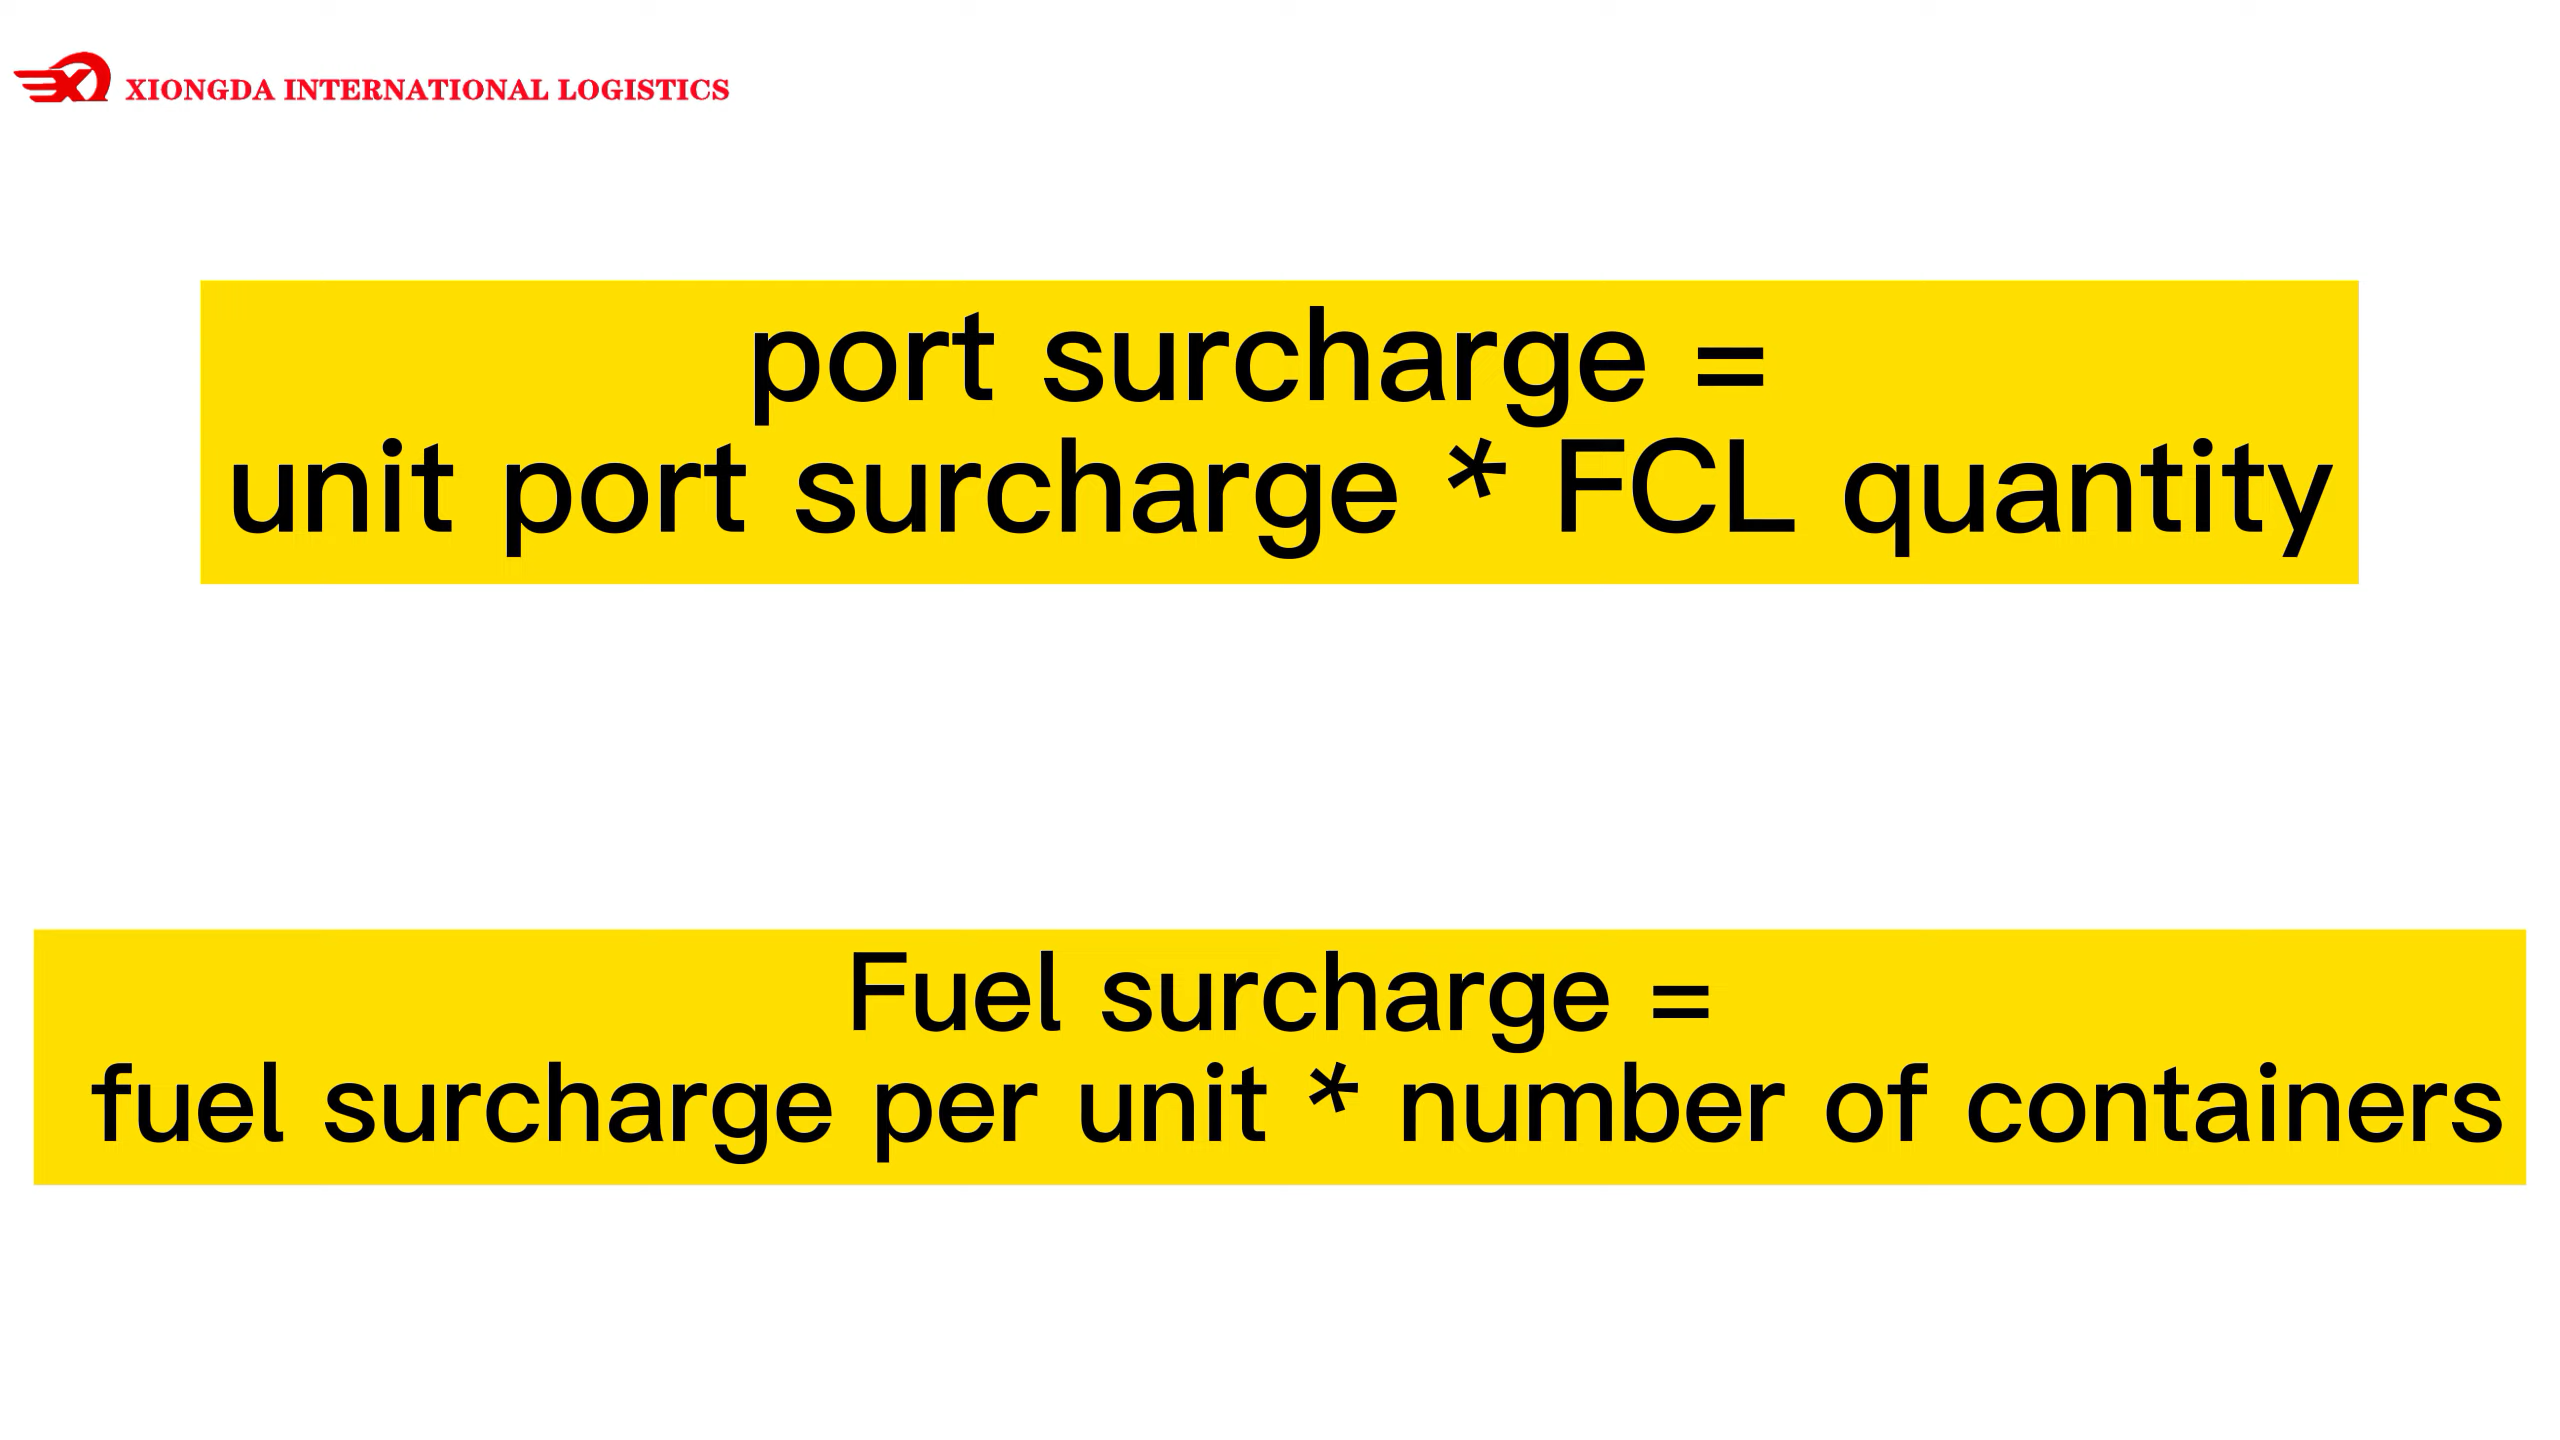 XIONGDA INTERNATIONAL LOGISTICS
port surcharge =
unit port surcharge * FCL quantity
Fuel surcharge =
fuel surcharge per unit * number of containers